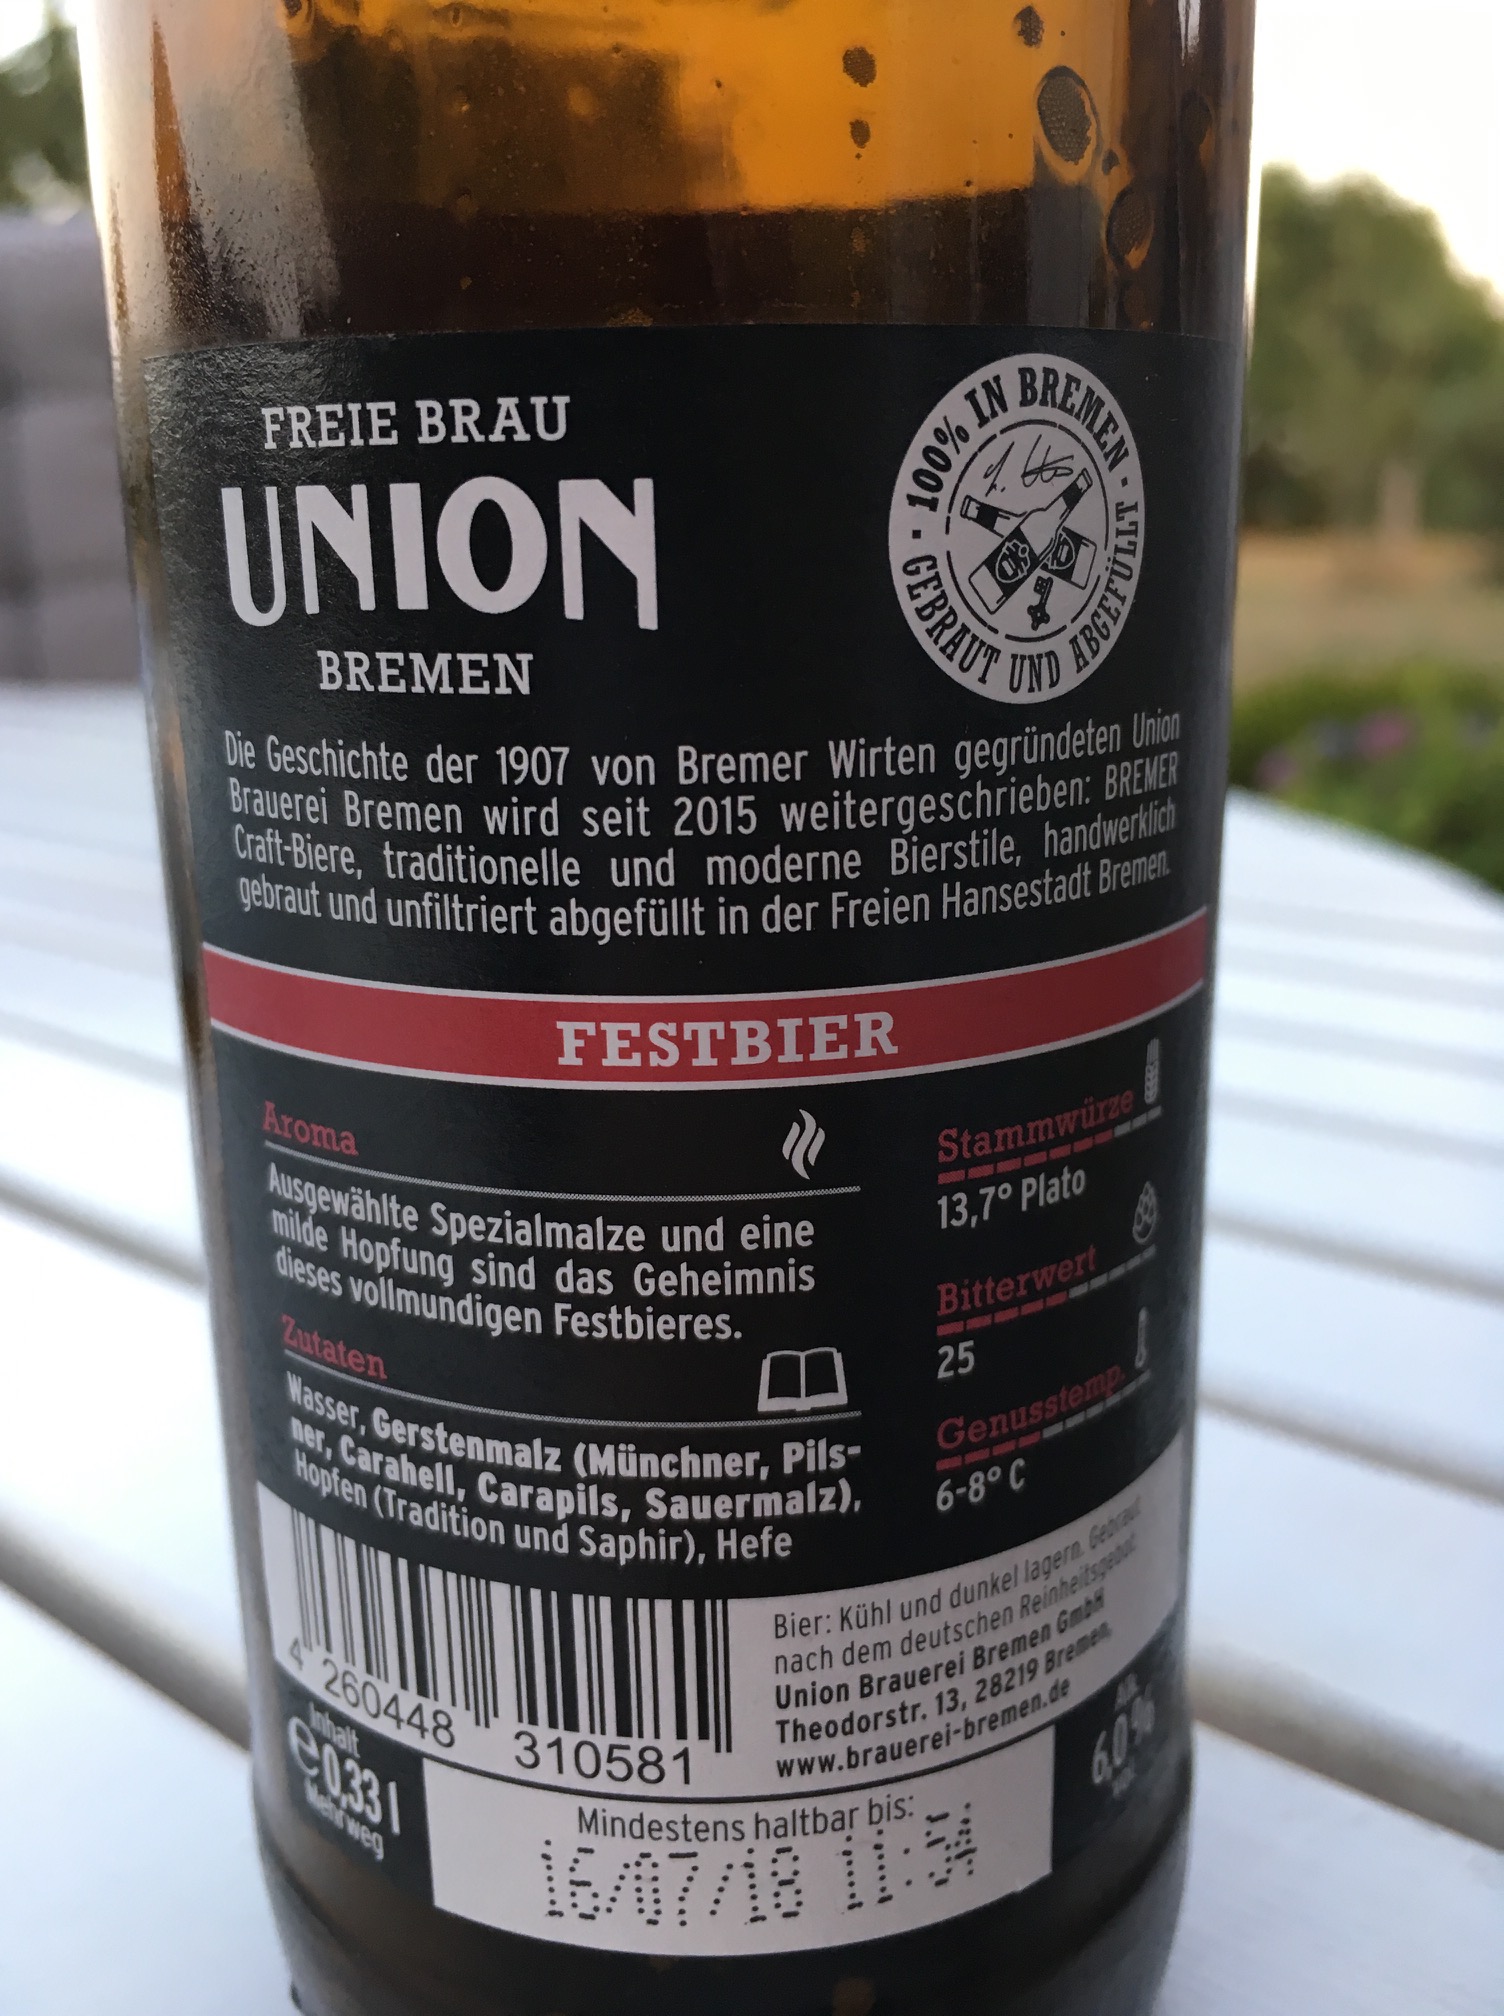 FREIE BRAU
UNION
BREMEN
100% IN BREMEN
GEBRAUT UND ABGEFÜLLT
Die Geschichte der 1907 von Bremer Wirten gegründeten Union
Brauerei Bremen wird seit 2015 weitergeschrieben: BREMER
Craft-Biere, traditionelle und moderne Bierstile, handwerklich
gebraut und unfiltriert abgefüllt in der Freien Hansestadt Bremen.
FESTBIER
Aroma
Ausgewählte Spezialmalze und eine
milde Hopfung sind das Geheimnis
dieses vollmundigen Festbieres.
Zutaten
Wasser, Gerstenmalz (Münchner, Pils-
ner, Carahell, Carapils, Sauermalz),
Hopfen (Tradition und Saphir), Hefe
Stammwürze
13,7° Plato
Bitterwert
25
Genusstemp.
6-8° C
Bier: Kühl und dunkel lagern. Gebraut
nach dem deutschen Reinheitsgebot.
Union Brauerei Bremen GmbH
Theodorstr. 13, 28219 Bremen,
www.brauerei-bremen.de
4 260448 310581
Inhalt
e 0,33 l
Mehrweg
Alk.
6,0 %
vol.
Mindestens haltbar bis:
16/07/18 11:54